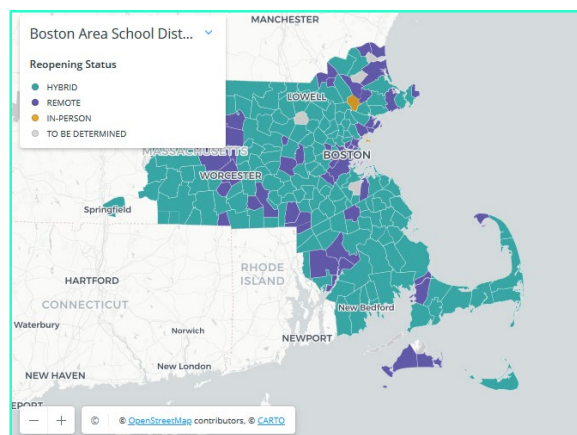 MANCHESTER
Boston Area School Dist...
Reopening Status
HYBRID
REMOTE
IN-PERSON
TO BE DETERMINED
LOWELL
MASSACHUSETTS
BOSTON
WORCESTER
Springfield
RHODE
ISLAND
HARTFORD
CONNECTICUT
New Bedford
Waterbury
Norwich
NEWPORT
New London
NEW HAVEN
− + © © OpenStreetMap contributors, © CARTO